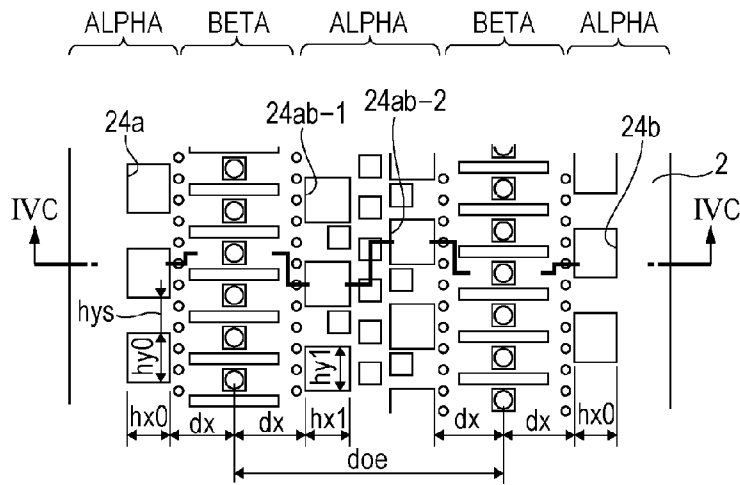 ALPHA BETA ALPHA BETA ALPHA
24a 24ab-1 24ab-2 24b 2
IVC IVC
hys
hy0 hy1
hx0 dx dx hx1 dx dx hx0
doe